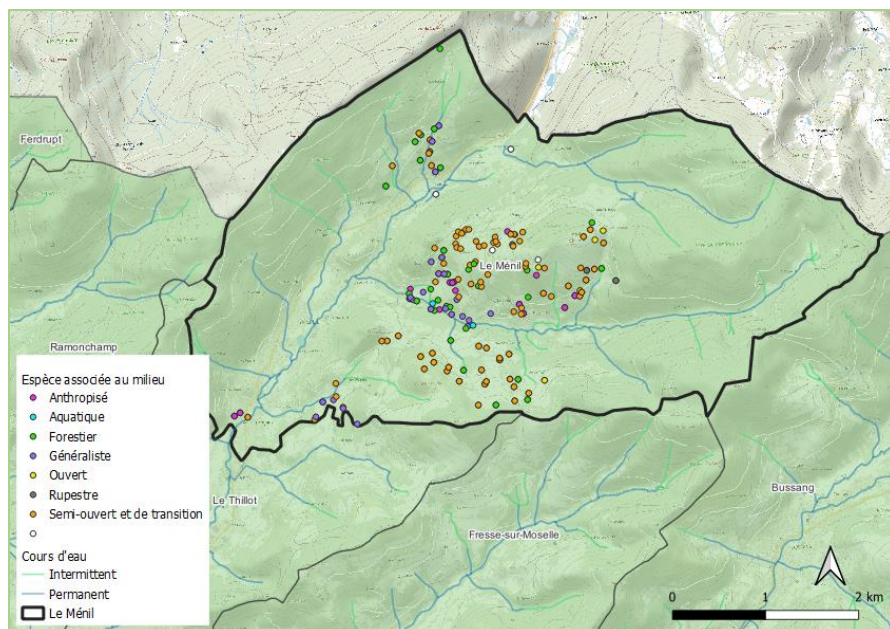 Ferdrupt
Le Ménil
Ramonchamp
Espèce associée au milieu
Anthropisé
Aquatique
Forestier
Généraliste
Ouvert
Rupestre
Semi-ouvert et de transition
Cours d'eau
Intermittent
Permanent
Le Ménil
Le Thillot
Fresse-sur-Moselle
Bussang
0 1 2 km